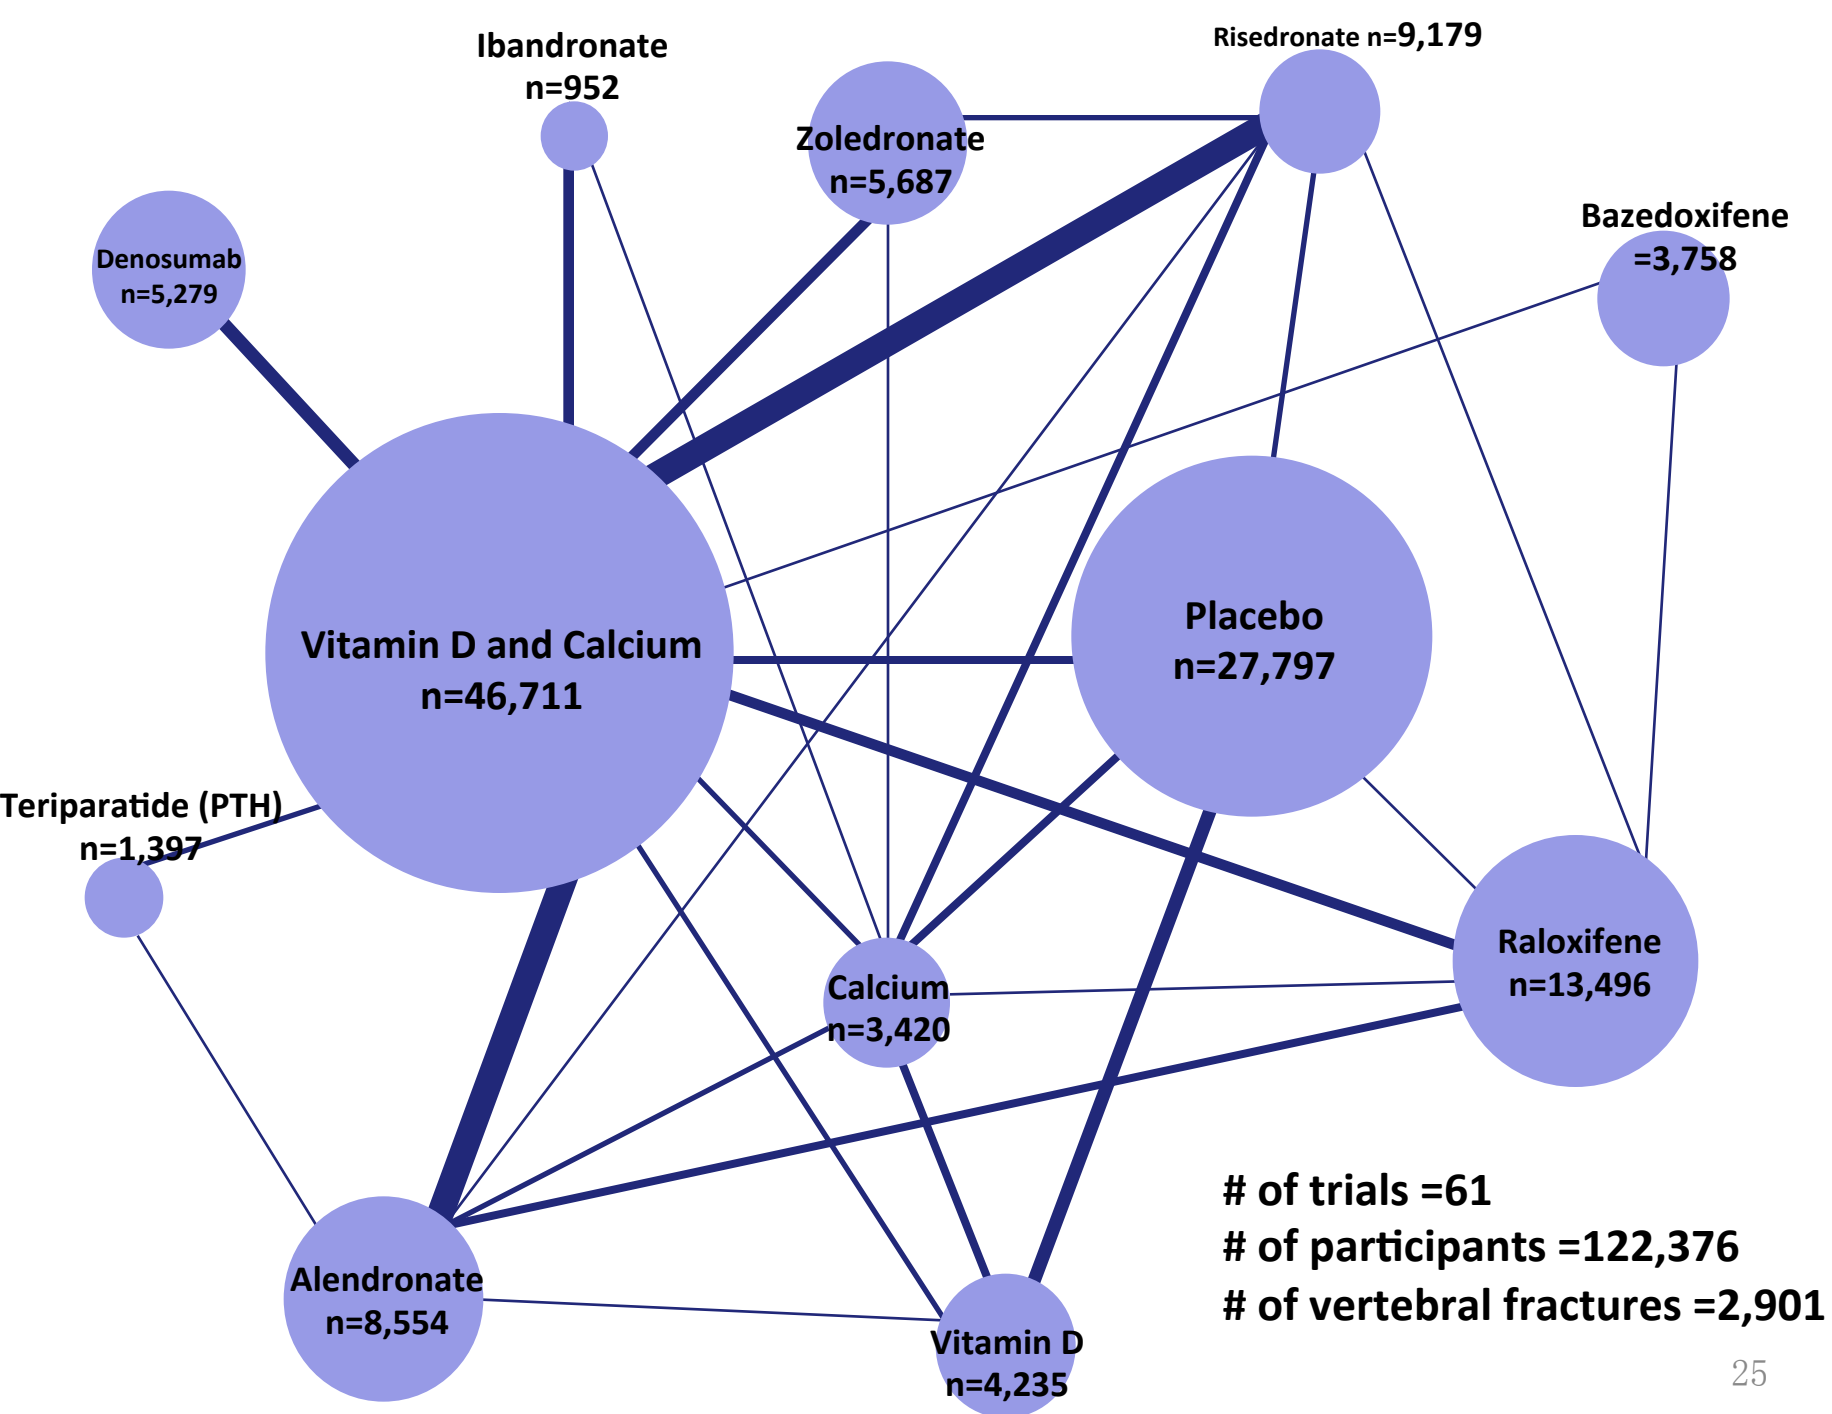 Ibandronate
n=952
Risedronate n=9,179
Zoledronate
n=5,687
Bazedoxifene
=3,758
Denosumab
n=5,279
Vitamin D and Calcium
n=46,711
Placebo
n=27,797
Teriparatide (PTH)
n=1,397
Raloxifene
n=13,496
Calcium
n=3,420
Alendronate
n=8,554
Vitamin D
n=4,235
# of trials =61
# of participants =122,376
# of vertebral fractures =2,901
25